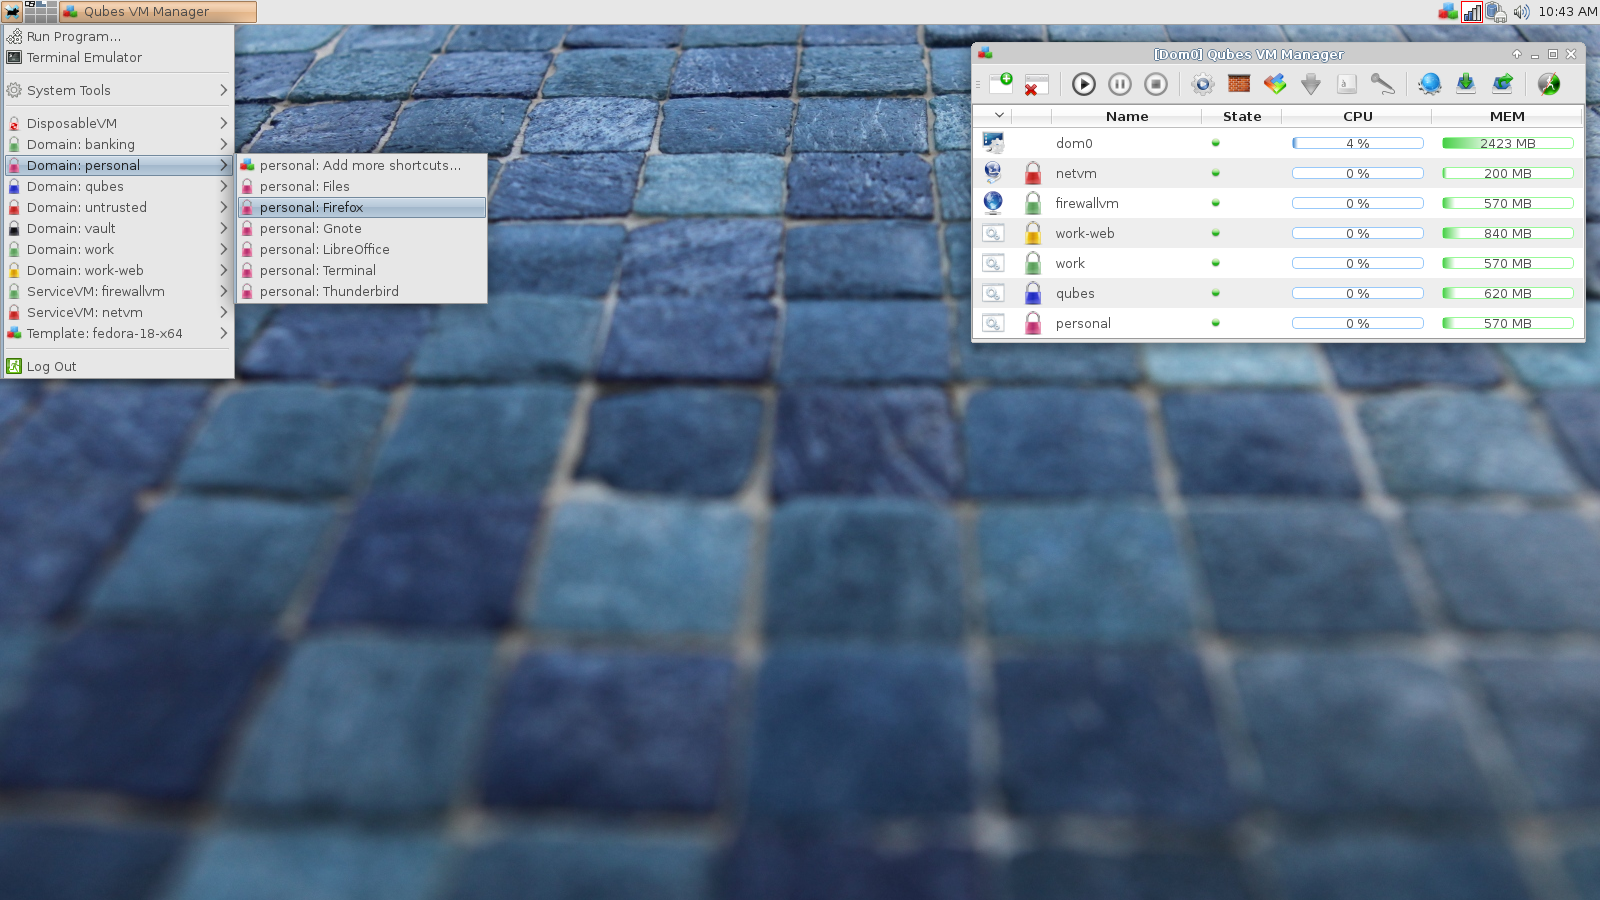 Qubes VM Manager
10:43 AM
Run Program...
Terminal Emulator
System Tools
DisposableVM
Domain: banking
Domain: personal
Domain: qubes
Domain: untrusted
Domain: vault
Domain: work
Domain: work-web
ServiceVM: firewallvm
ServiceVM: netvm
Template: fedora-18-x64
Log Out
personal: Add more shortcuts...
personal: Files
personal: Firefox
personal: Gnote
personal: LibreOffice
personal: Terminal
personal: Thunderbird
[Dom0] Qubes VM Manager
Name State CPU MEM
dom0 4 % 2423 MB
netvm 0 % 200 MB
firewallvm 0 % 570 MB
work-web 0 % 840 MB
work 0 % 570 MB
qubes 0 % 620 MB
personal 0 % 570 MB